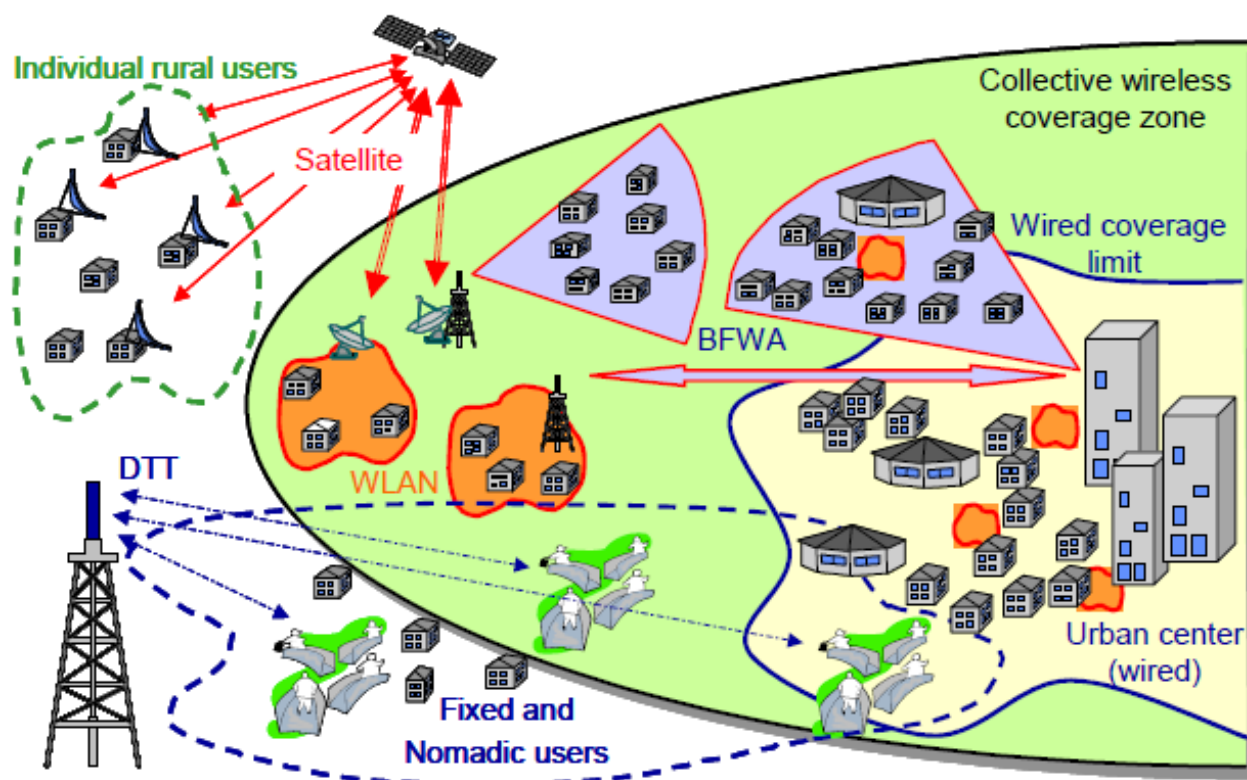 Individual rural users
Satellite
Collective wireless
coverage zone
Wired coverage
limit
BFWA
WLAN
DTT
Urban center
(wired)
Fixed and
Nomadic users